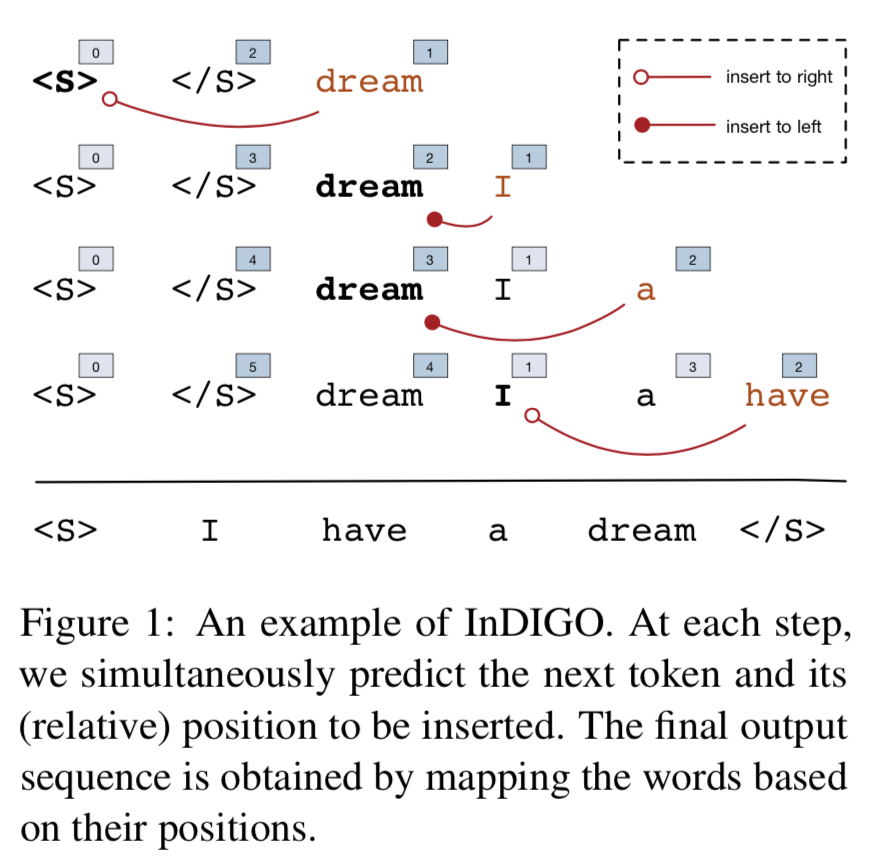 0 2 1
<S> </S> dream
insert to right
insert to left
0 3 2 1
<S> </S> dream I
0 4 3 1 2
<S> </S> dream I a
0 5 4 1 3 2
<S> </S> dream I a have
<S> I have a dream </S>
Figure 1: An example of InDIGO. At each step,
we simultaneously predict the next token and its
(relative) position to be inserted. The final output
sequence is obtained by mapping the words based
on their positions.